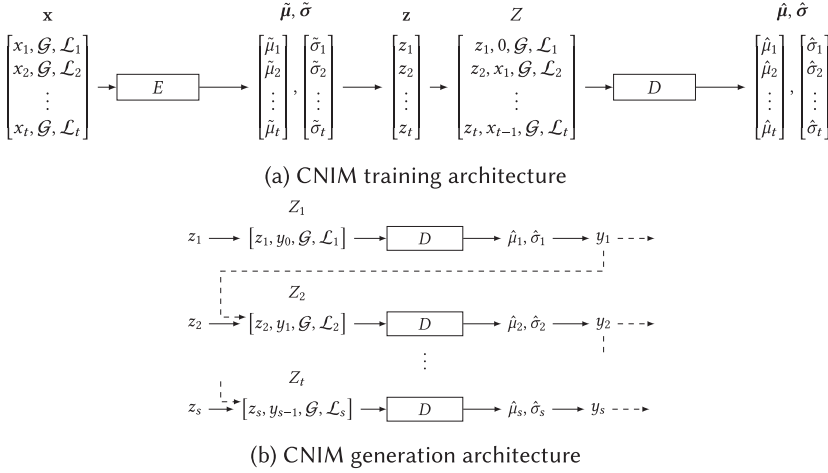 x μ̃, σ̃ z Z μ̂, σ̂
x₁, 𝒢, ℒ₁ μ̃₁ σ̃₁ z₁ z₁, 0, 𝒢, ℒ₁ μ̂₁ σ̂₁
x₂, 𝒢, ℒ₂ μ̃₂ σ̃₂ z₂ z₂, x₁, 𝒢, ℒ₂ μ̂₂ σ̂₂
⋮ E ⋮ , ⋮ ⋮ ⋮ D ⋮ , ⋮
xₜ, 𝒢, ℒₜ μ̃ₜ σ̃ₜ zₜ zₜ, xₜ₋₁, 𝒢, ℒₜ μ̂ₜ σ̂ₜ
(a) CNIM training architecture
Z₁
z₁ [z₁, y₀, 𝒢, ℒ₁] D μ̂₁, σ̂₁ y₁
Z₂
z₂ [z₂, y₁, 𝒢, ℒ₂] D μ̂₂, σ̂₂ y₂
⋮
Zₜ
zₛ [zₛ, yₛ₋₁, 𝒢, ℒₛ] D μ̂ₛ, σ̂ₛ yₛ
(b) CNIM generation architecture